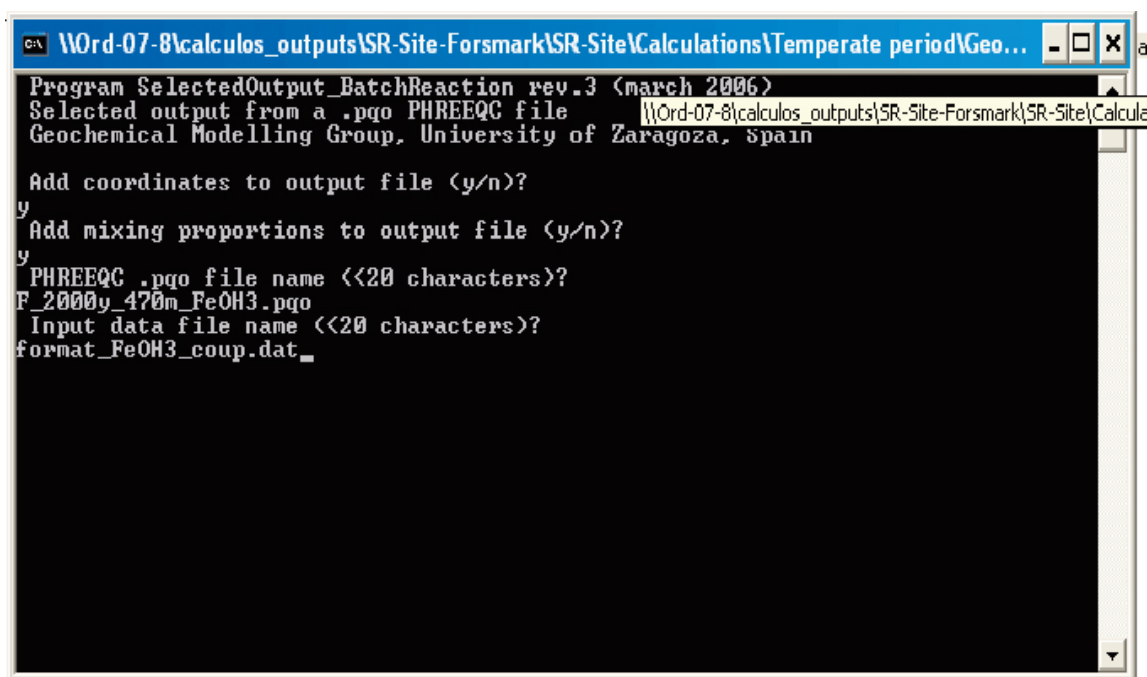 \\Ord-07-8\calculos_outputs\SR-Site-Forsmark\SR-Site\Calculations\Temperate period\Geo...
Program SelectedOutput_BatchReaction rev.3 (march 2006)
Selected output from a .pqo PHREEQC file
\\Ord-07-8\calculos_outputs\SR-Site-Forsmark\SR-Site\Calcula
Geochemical Modelling Group, University of Zaragoza, Spain
Add coordinates to output file (y/n)?
y
Add mixing proportions to output file (y/n)?
y
PHREEQC .pqo file name (<20 characters)?
F_2000y_470m_FeOH3.pqo
Input data file name (<20 characters)?
format_FeOH3_coup.dat_